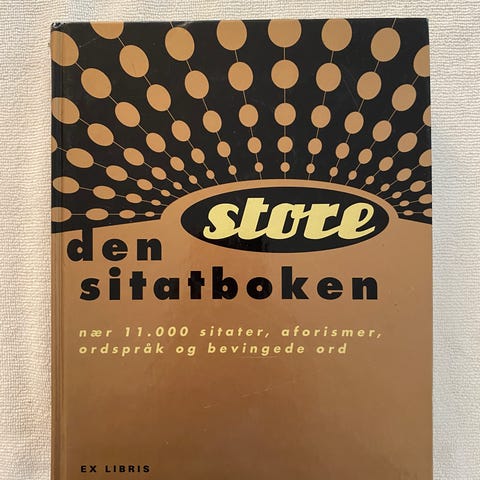 den store
sitatboken
nær 11.000 sitater, aforismer,
ordspråk og bevingede ord
EX LIBRIS